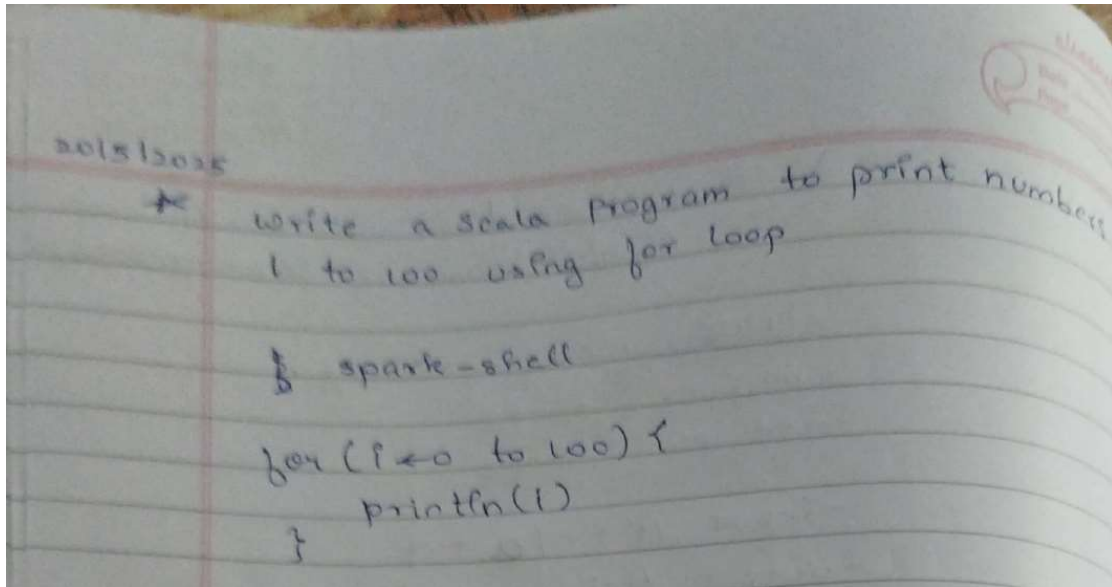 20/5/2025
* write a scala program to print numbers
1 to 100 using for loop
$ spark-shell
for (i <- 0 to 100) {
println(i)
}